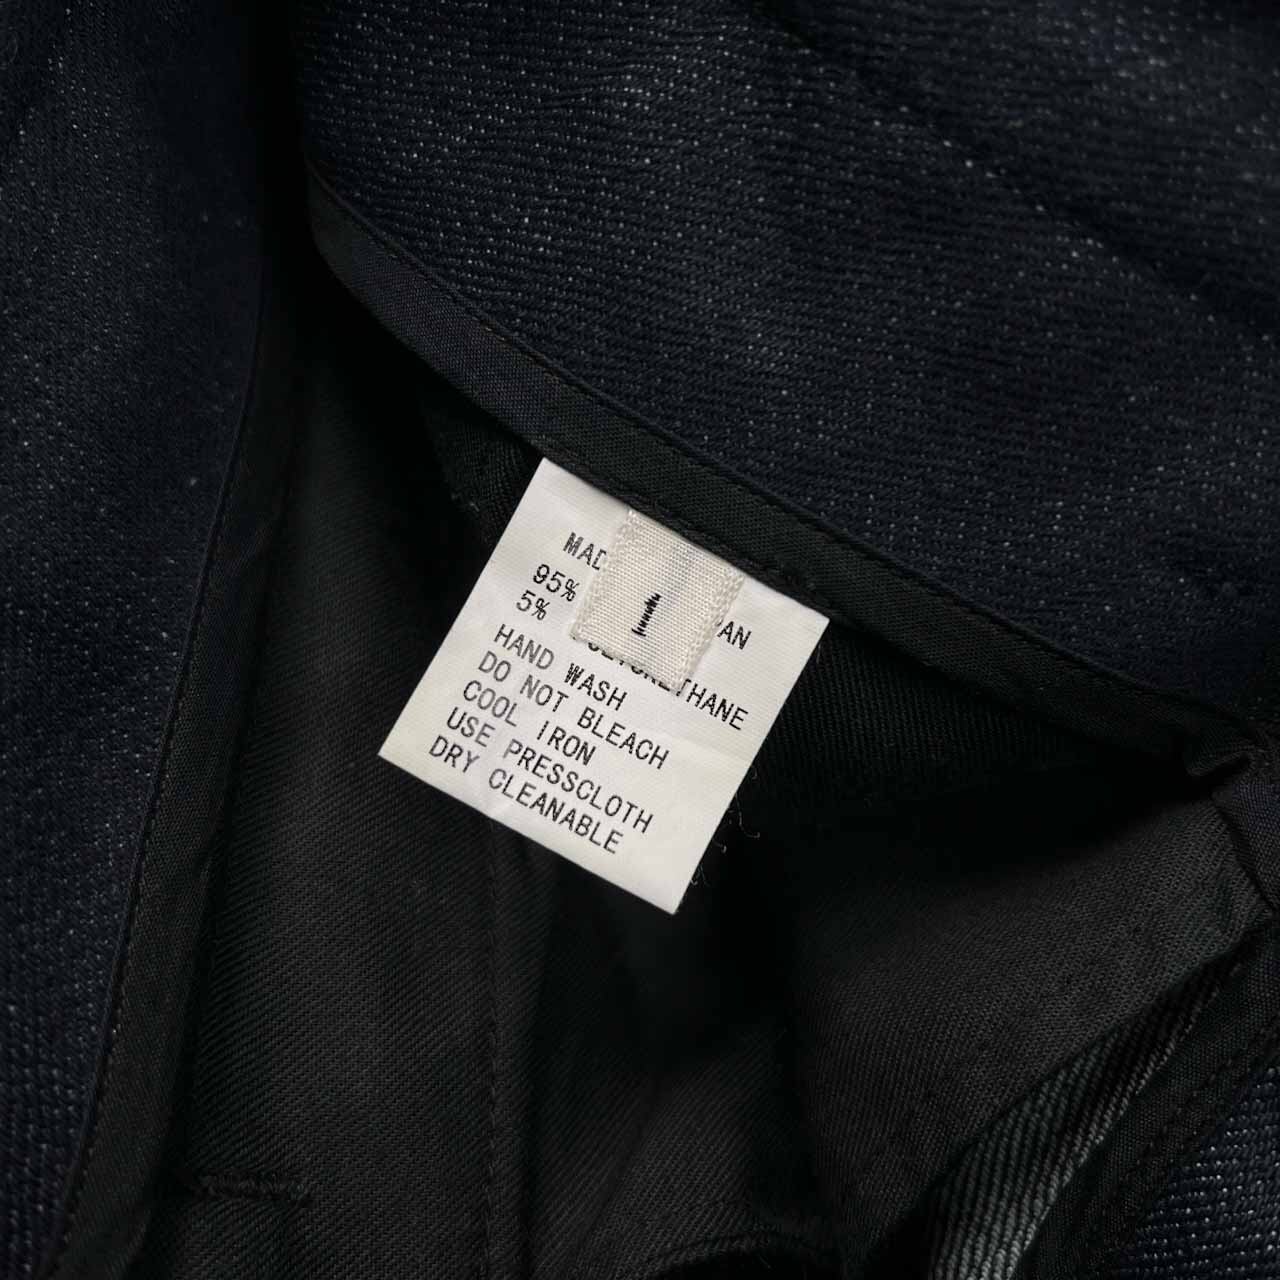 1
95%
5%
HAND WASH
DO NOT BLEACH
COOL IRON
USE PRESSCLOTH
DRY CLEANABLE